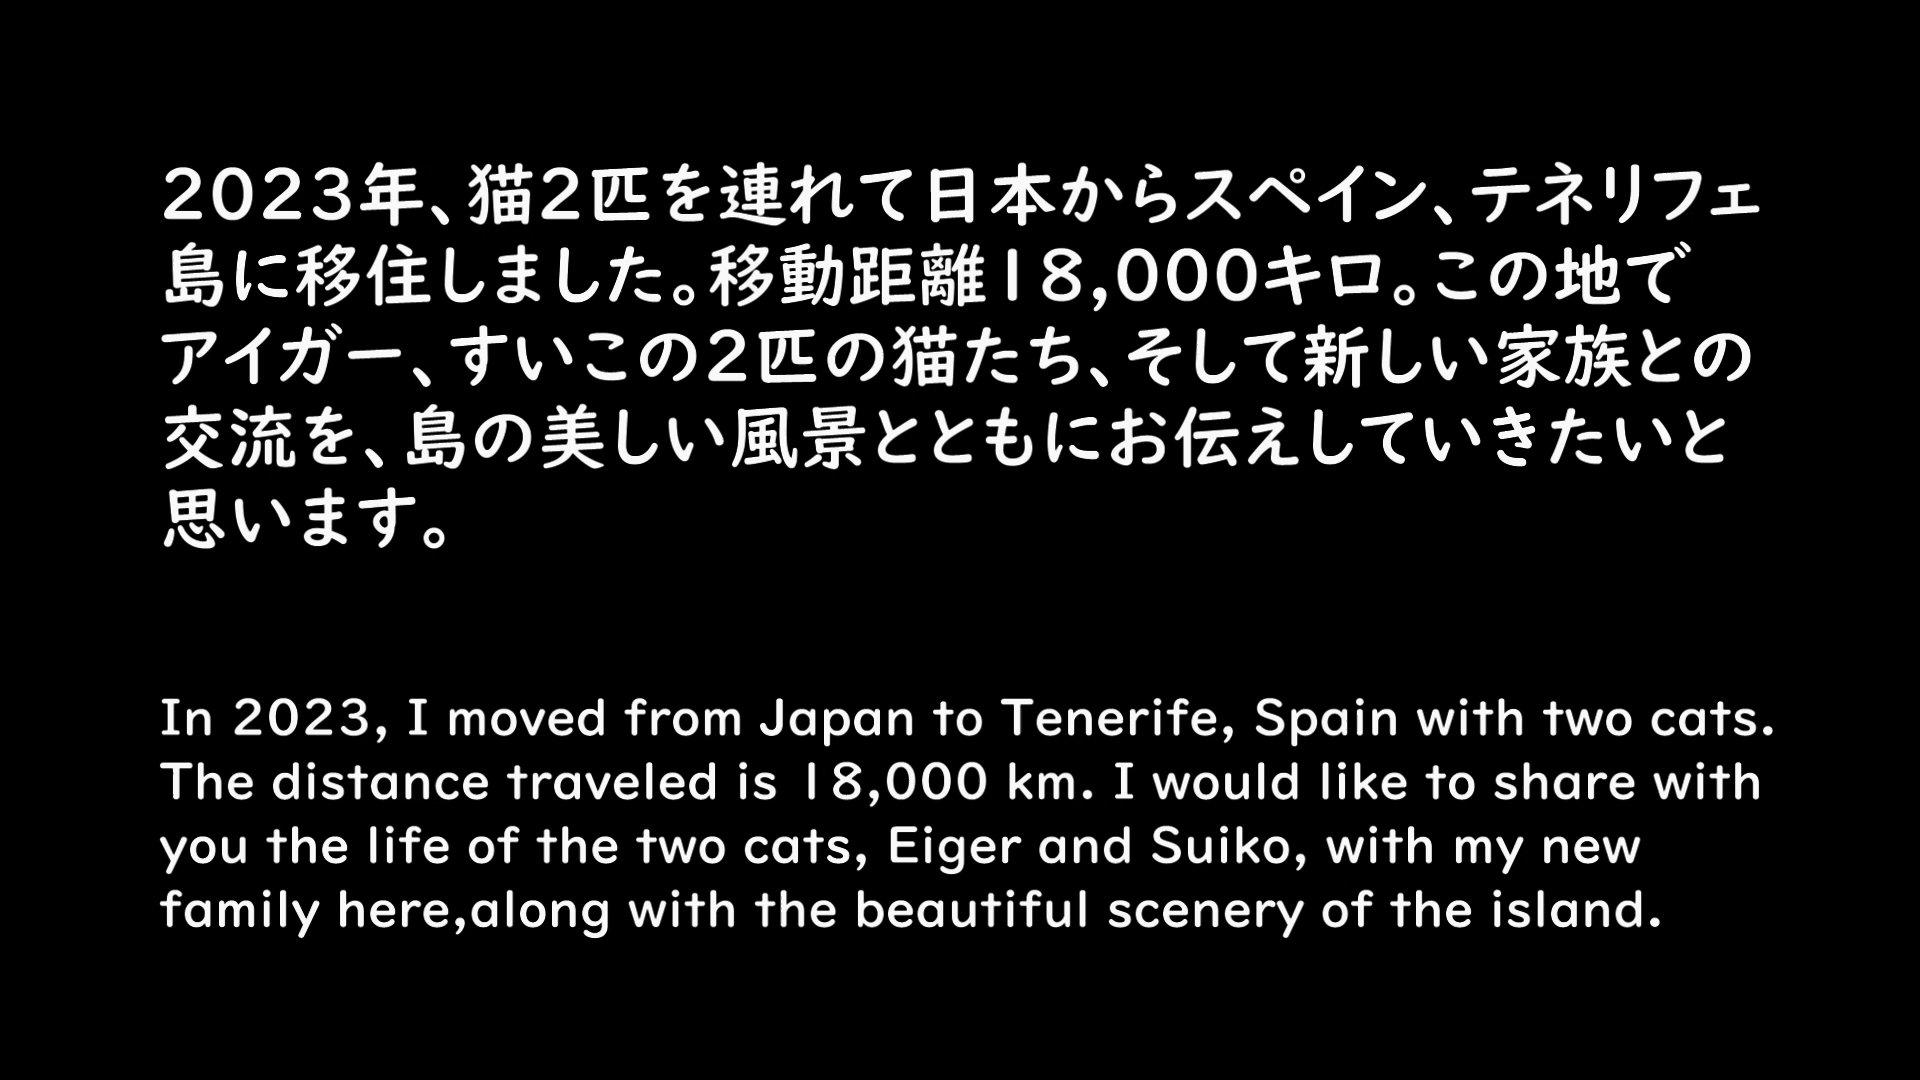 2023年、猫2匹を連れて日本からスペイン、テネリフェ
島に移住しました。移動距離18,000キロ。この地で
アイガー、すいこの2匹の猫たち、そして新しい家族との
交流を、島の美しい風景とともにお伝えしていきたいと
思います。
In 2023, I moved from Japan to Tenerife, Spain with two cats.
The distance traveled is 18,000 km. I would like to share with
you the life of the two cats, Eiger and Suiko, with my new
family here,along with the beautiful scenery of the island.